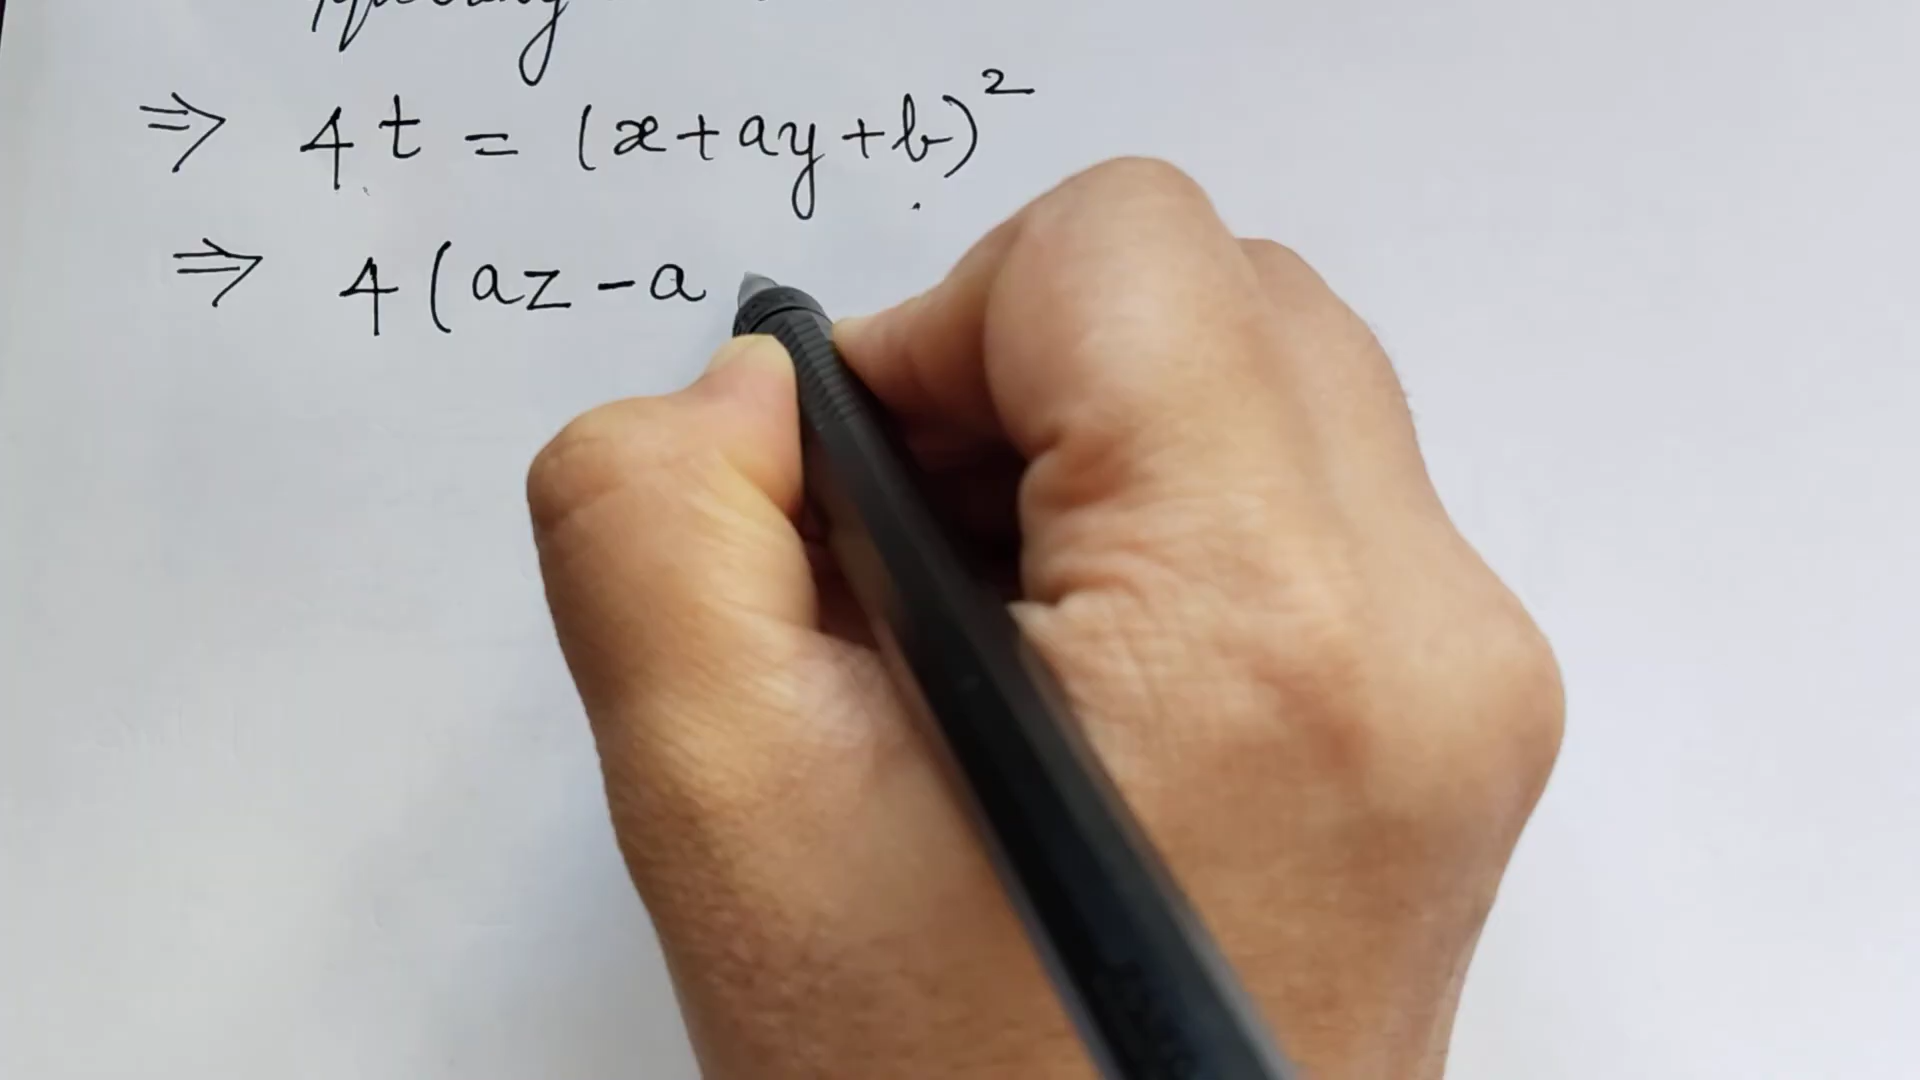 ⇒ 4t = (x+ay+b)²
⇒ 4(az-a